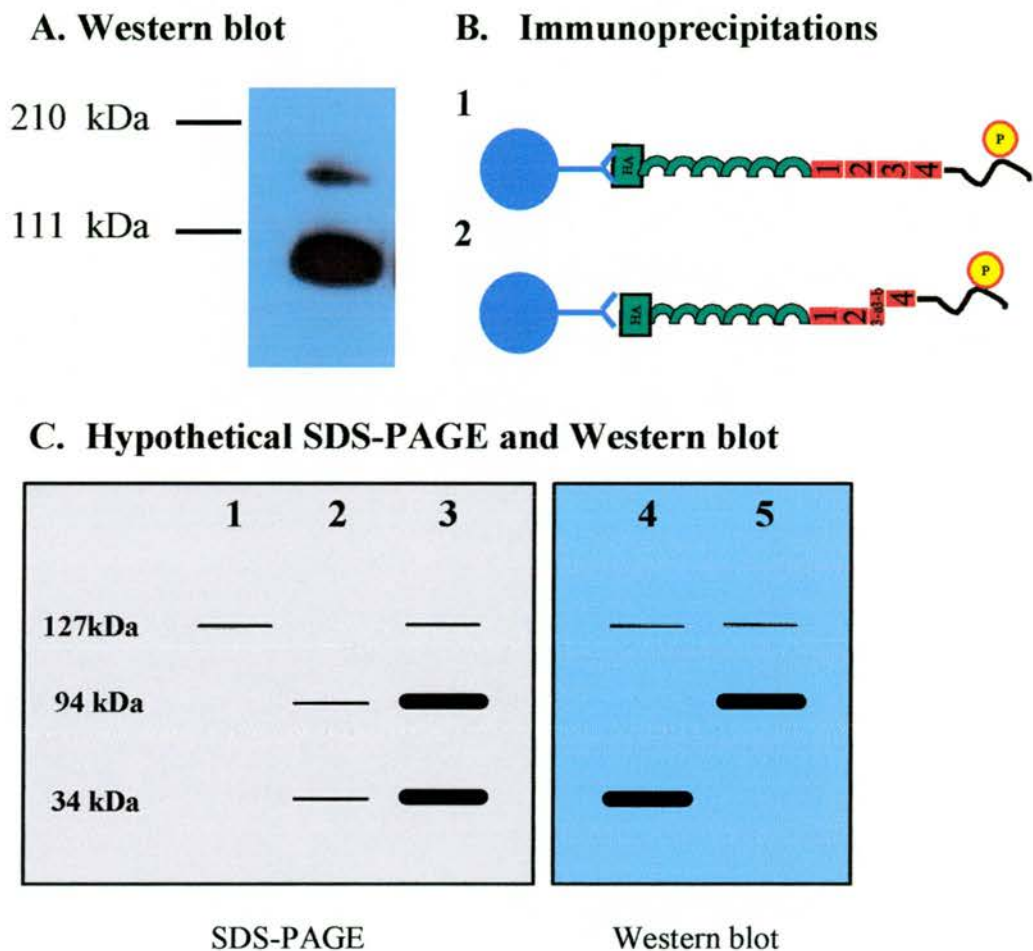 A. Western blot
B. Immunoprecipitations
210 kDa
111 kDa
1
HA
1 2 3 4
P
2
HA
1 2 3-a3-b 4
P
C. Hypothetical SDS-PAGE and Western blot
1 2 3
4 5
127kDa
94 kDa
34 kDa
SDS-PAGE
Western blot